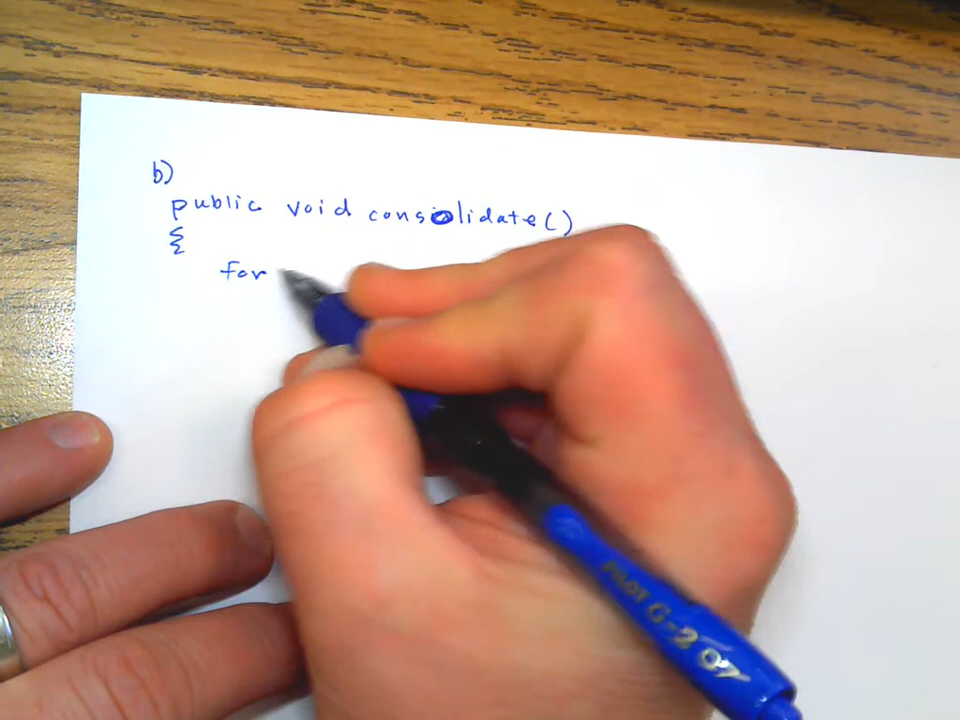 b)
public void consolidate()
{
for
PILOT G-2 07